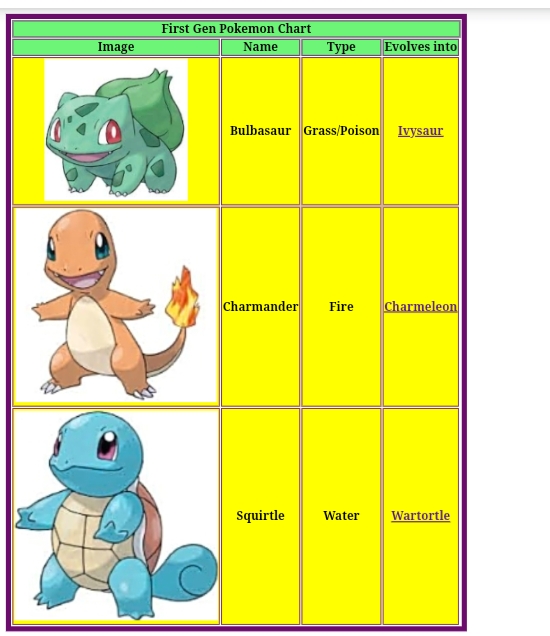 First Gen Pokemon Chart
Image Name Type Evolves into
Bulbasaur Grass/Poison Ivysaur
Charmander Fire Charmeleon
Squirtle Water Wartortle